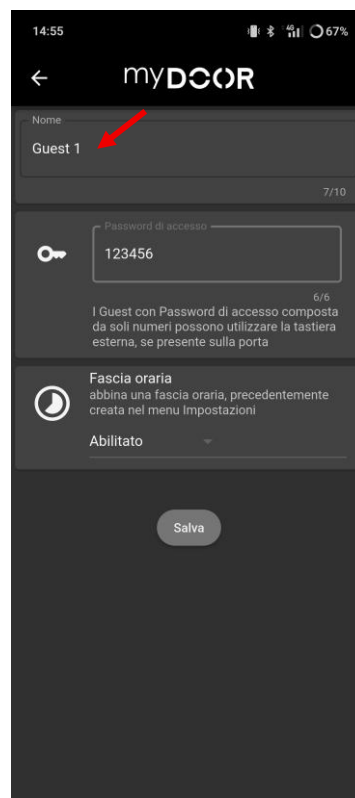 14:55
4G
67%
myDOOR
Nome
Guest 1
7/10
Password di accesso
123456
6/6
I Guest con Password di accesso composta
da soli numeri possono utilizzare la tastiera
esterna, se presente sulla porta
Fascia oraria
abbina una fascia oraria, precedentemente
creata nel menu Impostazioni
Abilitato
Salva